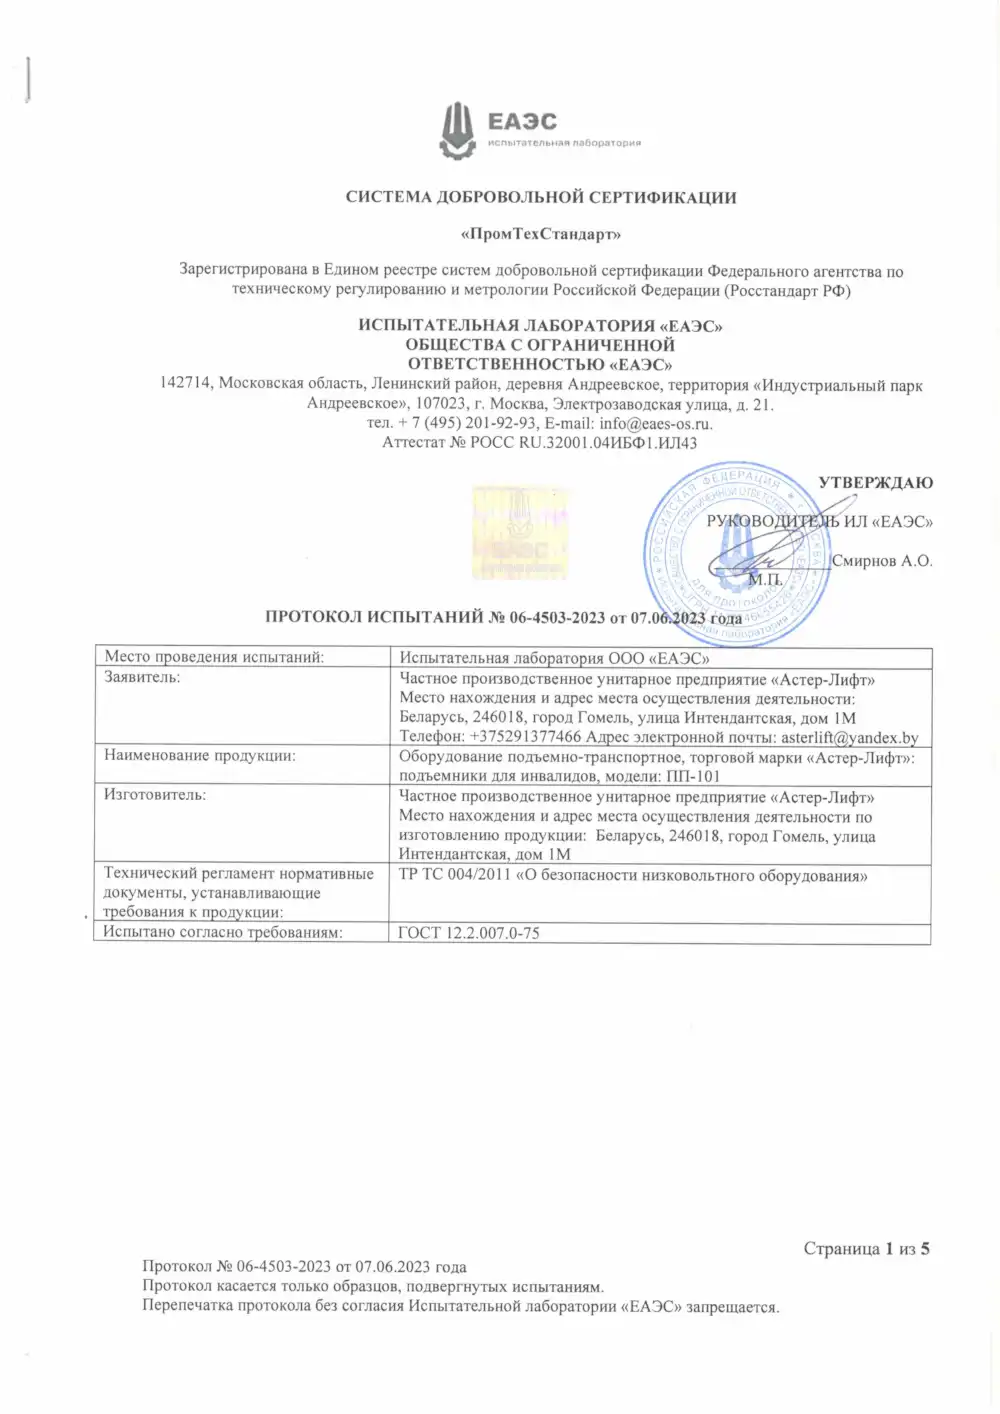 ЕАЭС
испытательная лаборатория
СИСТЕМА ДОБРОВОЛЬНОЙ СЕРТИФИКАЦИИ
«ПромТехСтандарт»
Зарегистрирована в Едином реестре систем добровольной сертификации Федерального агентства по
техническому регулированию и метрологии Российской Федерации (Росстандарт РФ)
ИСПЫТАТЕЛЬНАЯ ЛАБОРАТОРИЯ «ЕАЭС»
ОБЩЕСТВА С ОГРАНИЧЕННОЙ
ОТВЕТСТВЕННОСТЬЮ «ЕАЭС»
142714, Московская область, Ленинский район, деревня Андреевское, территория «Индустриальный парк
Андреевское», 107023, г. Москва, Электрозаводская улица, д. 21.
тел. + 7 (495) 201-92-93, E-mail: info@eaes-os.ru.
Аттестат № РОСС RU.32001.04ИБФ1.ИЛ43
УТВЕРЖДАЮ
РУКОВОДИТЕЛЬ ИЛ «ЕАЭС»
Смирнов А.О.
М.П.
РОССИЙСКАЯ ФЕДЕРАЦИЯ
ЕАЭС
ПРОТОКОЛ ИСПЫТАНИЙ № 06-4503-2023 от 07.06.2023 года
Место проведения испытаний:
Испытательная лаборатория ООО «ЕАЭС»
Заявитель:
Частное производственное унитарное предприятие «Астер-Лифт»
Место нахождения и адрес места осуществления деятельности:
Беларусь, 246018, город Гомель, улица Интендантская, дом 1М
Телефон: +375291377466 Адрес электронной почты: asterlift@yandex.by
Наименование продукции:
Оборудование подъемно-транспортное, торговой марки «Астер-Лифт»:
подъемники для инвалидов, модели: ПП-101
Изготовитель:
Частное производственное унитарное предприятие «Астер-Лифт»
Место нахождения и адрес места осуществления деятельности по
изготовлению продукции: Беларусь, 246018, город Гомель, улица
Интендантская, дом 1М
Технический регламент нормативные
документы, устанавливающие
требования к продукции:
ТР ТС 004/2011 «О безопасности низковольтного оборудования»
Испытано согласно требованиям:
ГОСТ 12.2.007.0-75
Страница 1 из 5
Протокол № 06-4503-2023 от 07.06.2023 года
Протокол касается только образцов, подвергнутых испытаниям.
Перепечатка протокола без согласия Испытательной лаборатории «ЕАЭС» запрещается.